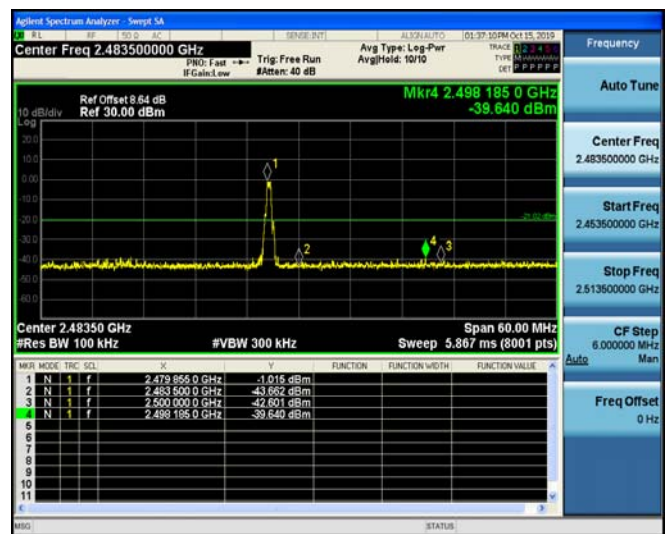 Agilent Spectrum Analyzer - Swept SA
RL RF 50 Ω AC SENSE:INT ALIGN AUTO 01:37:10 PM Oct 15, 2019
Center Freq 2.483500000 GHz
PNO: Fast Trig: Free Run Avg Type: Log-Pwr TRACE 1 2 3 4 5 6
IFGain:Low #Atten: 40 dB Avg|Hold: 10/10 TYPE
DET P P P P P P
Frequency
Auto Tune
Mkr4 2.498 185 0 GHz
-39.640 dBm
Ref Offset 8.64 dB
10 dB/div Ref 30.00 dBm
Log
20.0
10.0
0.00
-10.0
-20.0
-30.0
-40.0
-50.0
-60.0
1
2
4
3
-21.02 dBm
Center 2.48350 GHz Span 60.00 MHz
#Res BW 100 kHz #VBW 300 kHz Sweep 5.867 ms (8001 pts)
MKR MODE TRC SCL X Y FUNCTION FUNCTION WIDTH FUNCTION VALUE
1 N 1 f 2.479 855 0 GHz -1.015 dBm
2 N 1 f 2.483 500 0 GHz -43.662 dBm
3 N 1 f 2.500 000 0 GHz -42.601 dBm
4 N 1 f 2.498 185 0 GHz -39.640 dBm
5
6
7
8
9
10
11
Center Freq
2.483500000 GHz
Start Freq
2.453500000 GHz
Stop Freq
2.513500000 GHz
CF Step
6.000000 MHz
Auto Man
Freq Offset
0 Hz
MSG STATUS